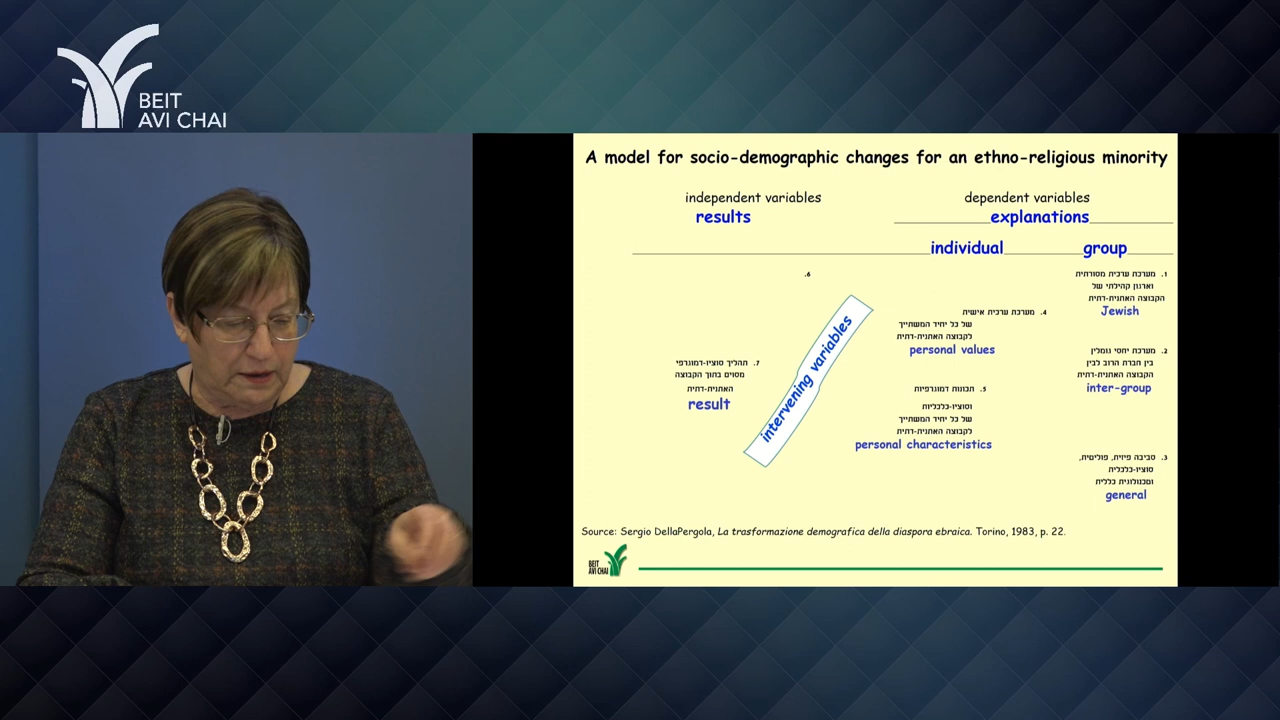 BEIT
AVI CHAI
A model for socio-demographic changes for an ethno-religious minority
independent variables
dependent variables
results
explanations
individual
group
1. מערכת ערכית מסורתית
וארגון קהילתי של
הקבוצה האתנית-דתית
Jewish
2. מערכת יחסי גומלין
בין חברת הרוב לבין
הקבוצה האתנית-דתית
inter-group
3. סביבה פיזית, פוליטית,
סוציו-כלכלית
וטכנולוגית כללית
general
4. מערכת ערכית אישית
של כל יחיד המשתייך
לקבוצה האתנית-דתית
personal values
5. תכונות דמוגרפיות
וסוציו-כלכליות
של כל יחיד המשתייך
לקבוצה האתנית-דתית
personal characteristics
6.
intervening variables
7. תהליך סוציו-דמוגרפי
מסוים בתוך הקבוצה
האתנית-דתית
result
Source: Sergio DellaPergola, La trasformazione demografica della diaspora ebraica. Torino, 1983, p. 22.
BEIT
AVI CHAI